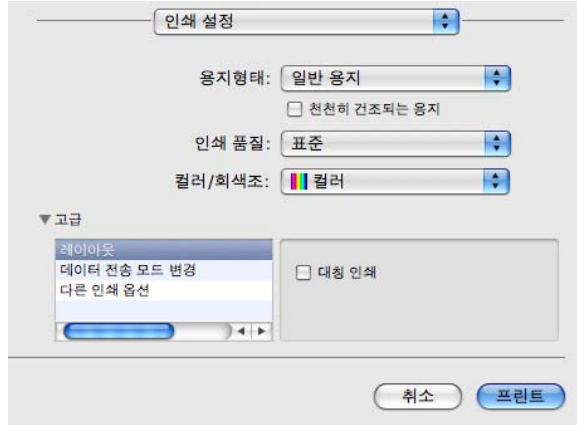 인쇄 설정
용지형태: 일반 용지
천천히 건조되는 용지
인쇄 품질: 표준
컬러/회색조: 컬러
고급
레이아웃
데이터 전송 모드 변경
다른 인쇄 옵션
대칭 인쇄
취소 프린트